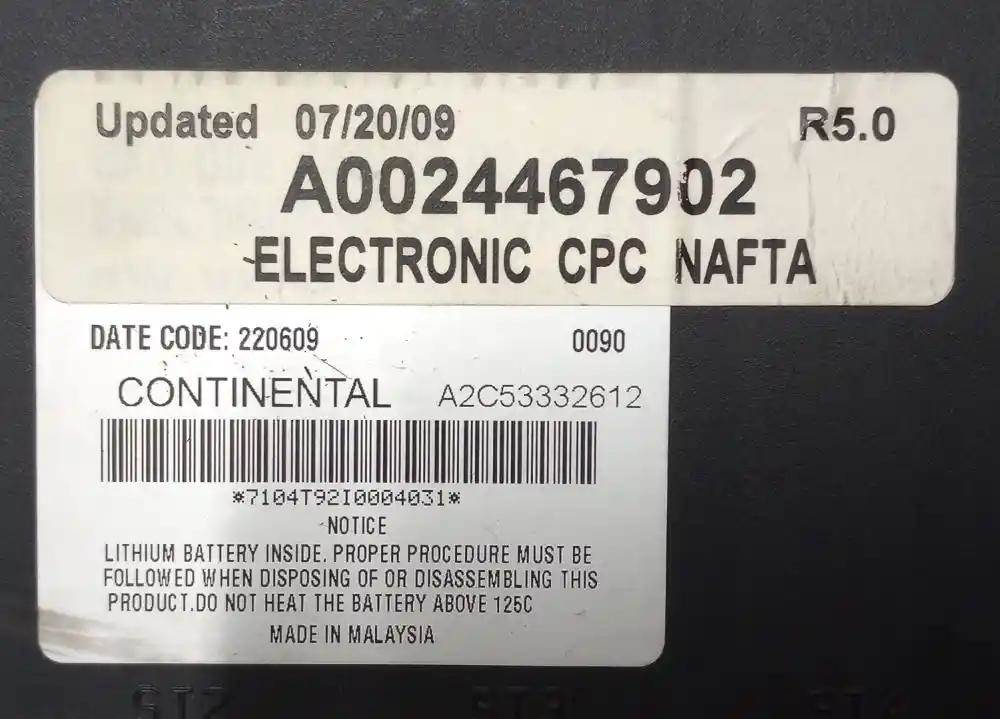 Updated 07/20/09 R5.0
A0024467902
ELECTRONIC CPC NAFTA
DATE CODE: 220609 0090
CONTINENTAL A2C53332612
*7104T92I0004031*
NOTICE
LITHIUM BATTERY INSIDE. PROPER PROCEDURE MUST BE
FOLLOWED WHEN DISPOSING OF OR DISASSEMBLING THIS
PRODUCT.DO NOT HEAT THE BATTERY ABOVE 125C
MADE IN MALAYSIA